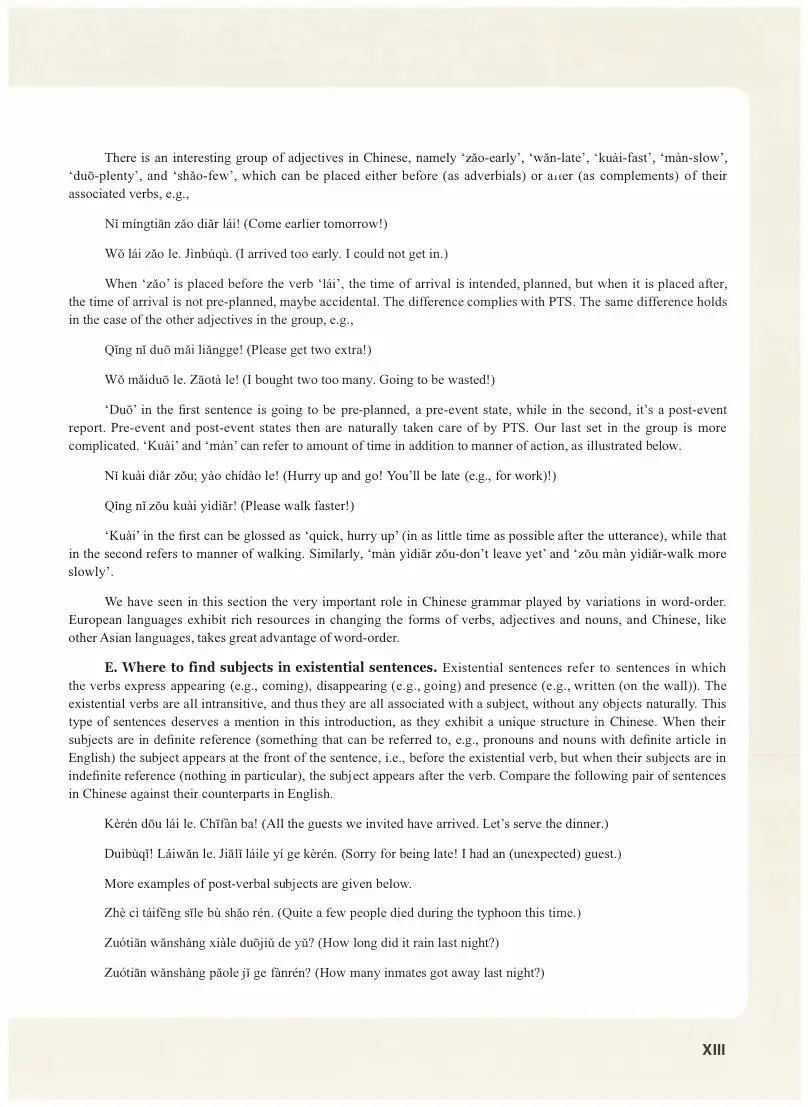 There is an interesting group of adjectives in Chinese, namely ‘zǎo-early’, ‘wǎn-late’, ‘kuài-fast’, ‘màn-slow’,
‘duō-plenty’, and ‘shǎo-few’, which can be placed either before (as adverbials) or after (as complements) of their
associated verbs, e.g.,
Nǐ míngtiān zǎo diǎr lái! (Come earlier tomorrow!)
Wǒ lái zǎo le. Jìnbúqù. (I arrived too early. I could not get in.)
When ‘zǎo’ is placed before the verb ‘lái’, the time of arrival is intended, planned, but when it is placed after,
the time of arrival is not pre-planned, maybe accidental. The difference complies with PTS. The same difference holds
in the case of the other adjectives in the group, e.g.,
Qǐng nǐ duō mǎi liǎngge! (Please get two extra!)
Wǒ mǎiduō le. Zāotà le! (I bought two too many. Going to be wasted!)
‘Duō’ in the first sentence is going to be pre-planned, a pre-event state, while in the second, it’s a post-event
report. Pre-event and post-event states then are naturally taken care of by PTS. Our last set in the group is more
complicated. ‘Kuài’ and ‘màn’ can refer to amount of time in addition to manner of action, as illustrated below.
Nǐ kuài diǎr zǒu; yào chídào le! (Hurry up and go! You’ll be late (e.g., for work)!)
Qǐng nǐ zǒu kuài yìdiǎr! (Please walk faster!)
‘Kuài’ in the first can be glossed as ‘quick, hurry up’ (in as little time as possible after the utterance), while that
in the second refers to manner of walking. Similarly, ‘màn yìdiǎr zǒu-don’t leave yet’ and ‘zǒu màn yìdiǎr-walk more
slowly’.
We have seen in this section the very important role in Chinese grammar played by variations in word-order.
European languages exhibit rich resources in changing the forms of verbs, adjectives and nouns, and Chinese, like
other Asian languages, takes great advantage of word-order.
E. Where to find subjects in existential sentences. Existential sentences refer to sentences in which
the verbs express appearing (e.g., coming), disappearing (e.g., going) and presence (e.g., written (on the wall)). The
existential verbs are all intransitive, and thus they are all associated with a subject, without any objects naturally. This
type of sentences deserves a mention in this introduction, as they exhibit a unique structure in Chinese. When their
subjects are in definite reference (something that can be referred to, e.g., pronouns and nouns with definite article in
English) the subject appears at the front of the sentence, i.e., before the existential verb, but when their subjects are in
indefinite reference (nothing in particular), the subject appears after the verb. Compare the following pair of sentences
in Chinese against their counterparts in English.
Kèrén dōu lái le. Chīfàn ba! (All the guests we invited have arrived. Let’s serve the dinner.)
Duìbùqǐ! Láiwǎn le. Jiālǐ láile yí ge kèrén. (Sorry for being late! I had an (unexpected) guest.)
More examples of post-verbal subjects are given below.
Zhè cì táifēng sǐle bù shǎo rén. (Quite a few people died during the typhoon this time.)
Zuótiān wǎnshàng xiàle duōjiǔ de yǔ? (How long did it rain last night?)
Zuótiān wǎnshàng pǎole jǐ ge fànrén? (How many inmates got away last night?)
XIII